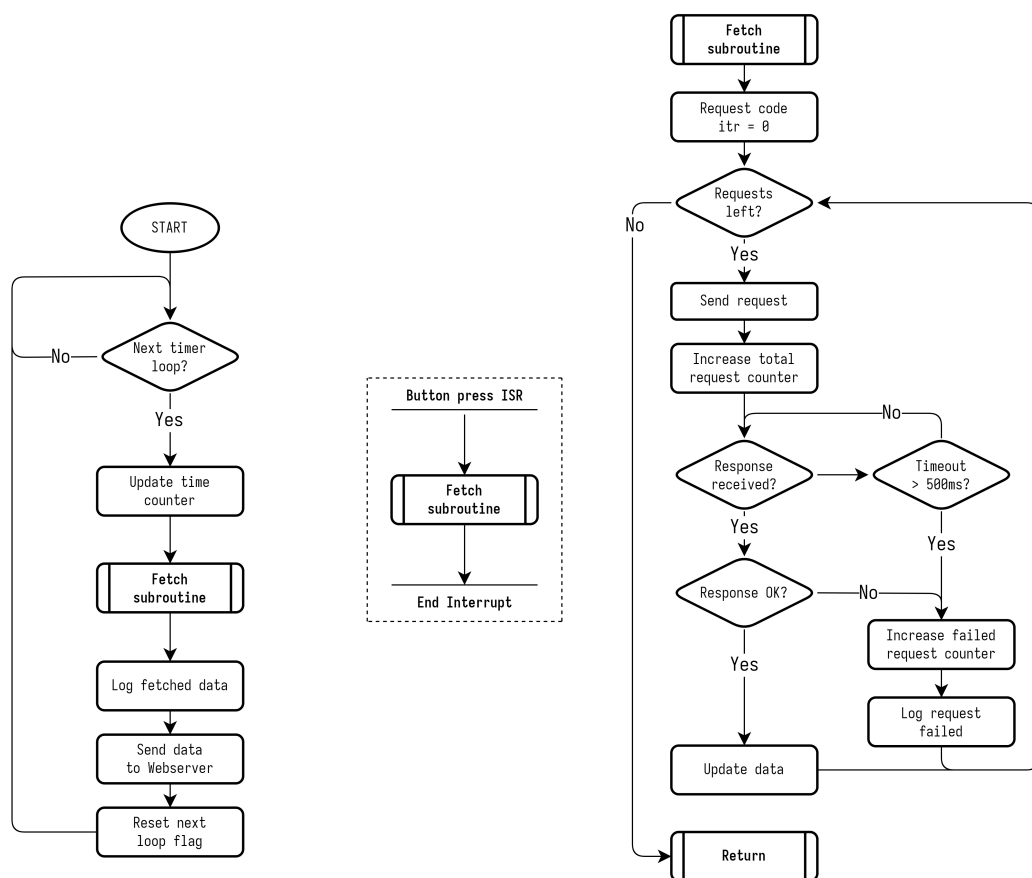 START
Next timer
loop?
No
Yes
Update time
counter
Fetch
subroutine
Log fetched data
Send data
to Webserver
Reset next
loop flag
Button press ISR
Fetch
subroutine
End Interrupt
Fetch
subroutine
Request code
itr = 0
Requests
left?
No
Yes
Send request
Increase total
request counter
No
Response
received?
Timeout
> 500ms?
Yes
Yes
Response OK?
No
Increase failed
request counter
Yes
Log request
failed
Update data
Return